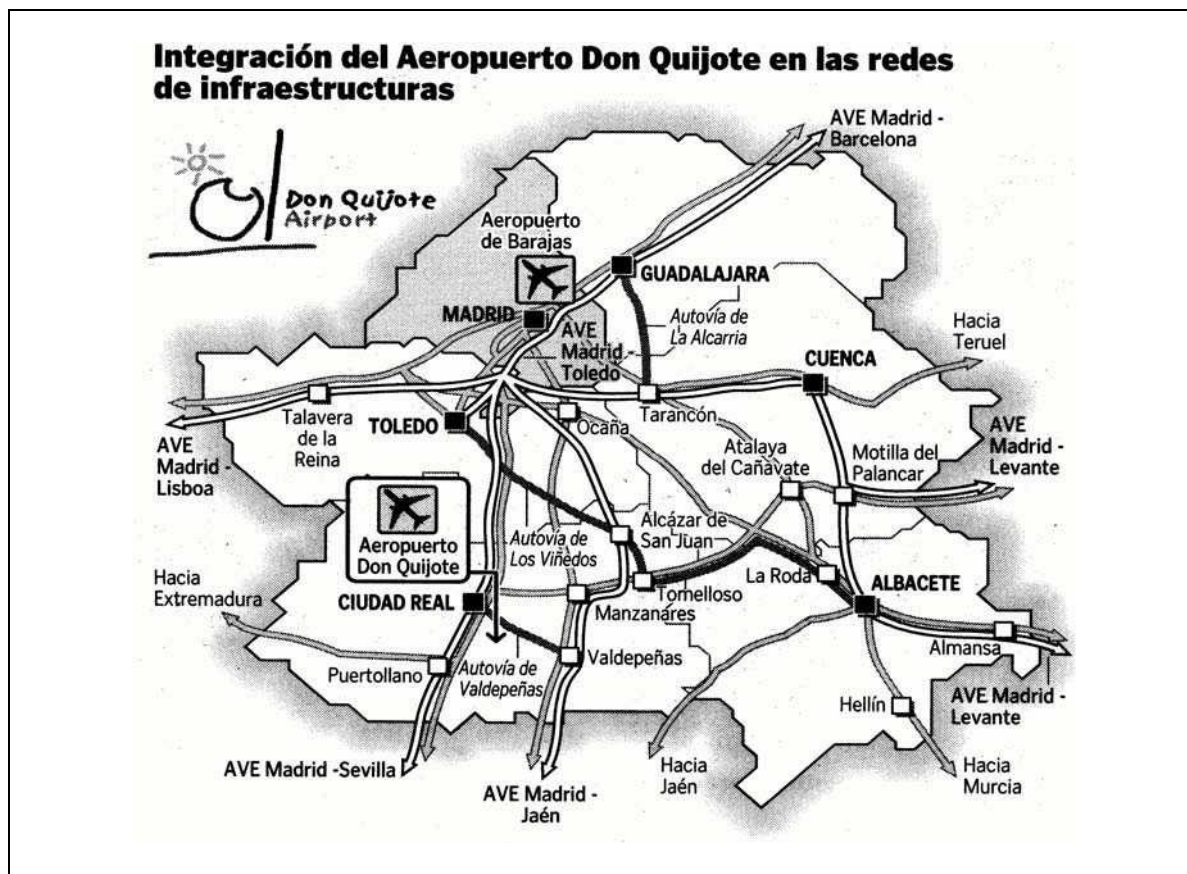 Integración del Aeropuerto Don Quijote en las redes
de infraestructuras
AVE Madrid -
Barcelona
Don Quijote
Airport
Aeropuerto
de Barajas
GUADALAJARA
MADRID
AVE
Madrid -
Toledo
Autovía de
La Alcarria
Hacia
Teruel
CUENCA
Talavera
de la
Reina
TOLEDO
Ocaña
Tarancón
AVE
Madrid -
Lisboa
Atalaya
del Cañavate
Motilla del
Palancar
AVE
Madrid -
Levante
Aeropuerto
Don Quijote
Autovía de
Los Viñedos
Alcázar de
San Juan
Hacia
Extremadura
CIUDAD REAL
Manzanáres
Tomelloso
La Roda
ALBACETE
Almansa
Puertollano
Autovía de
Valdepeñas
Valdepeñas
Hellín
AVE Madrid -
Levante
AVE Madrid -Sevilla
AVE Madrid -
Jaén
Hacia
Jaén
Hacia
Murcia